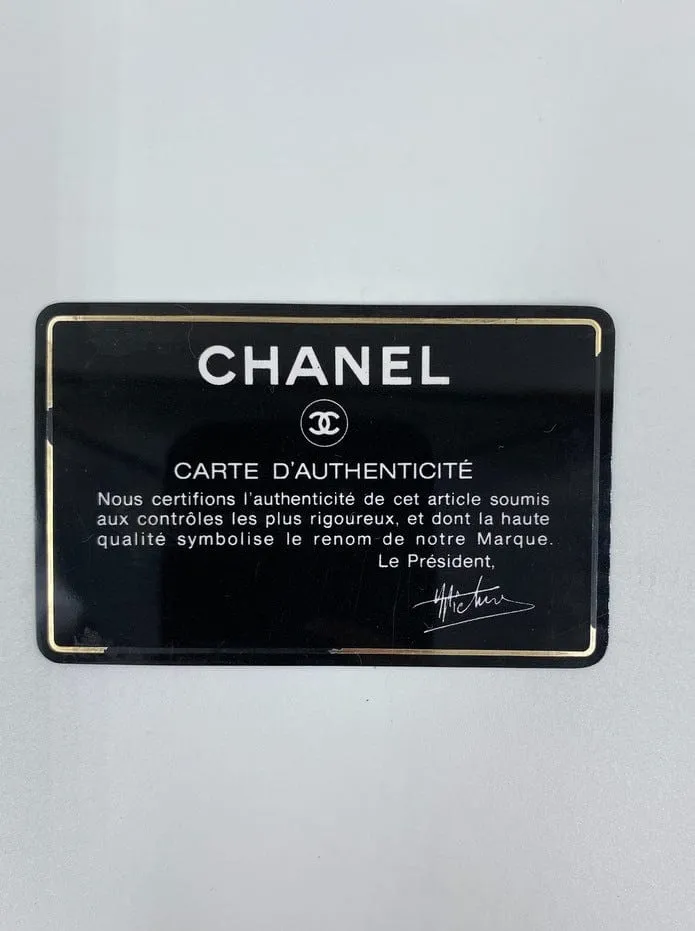 CHANEL
CARTE D'AUTHENTICITÉ
Nous certifions l'authenticité de cet article soumis
aux contrôles les plus rigoureux, et dont la haute
qualité symbolise le renom de notre Marque.
Le Président,